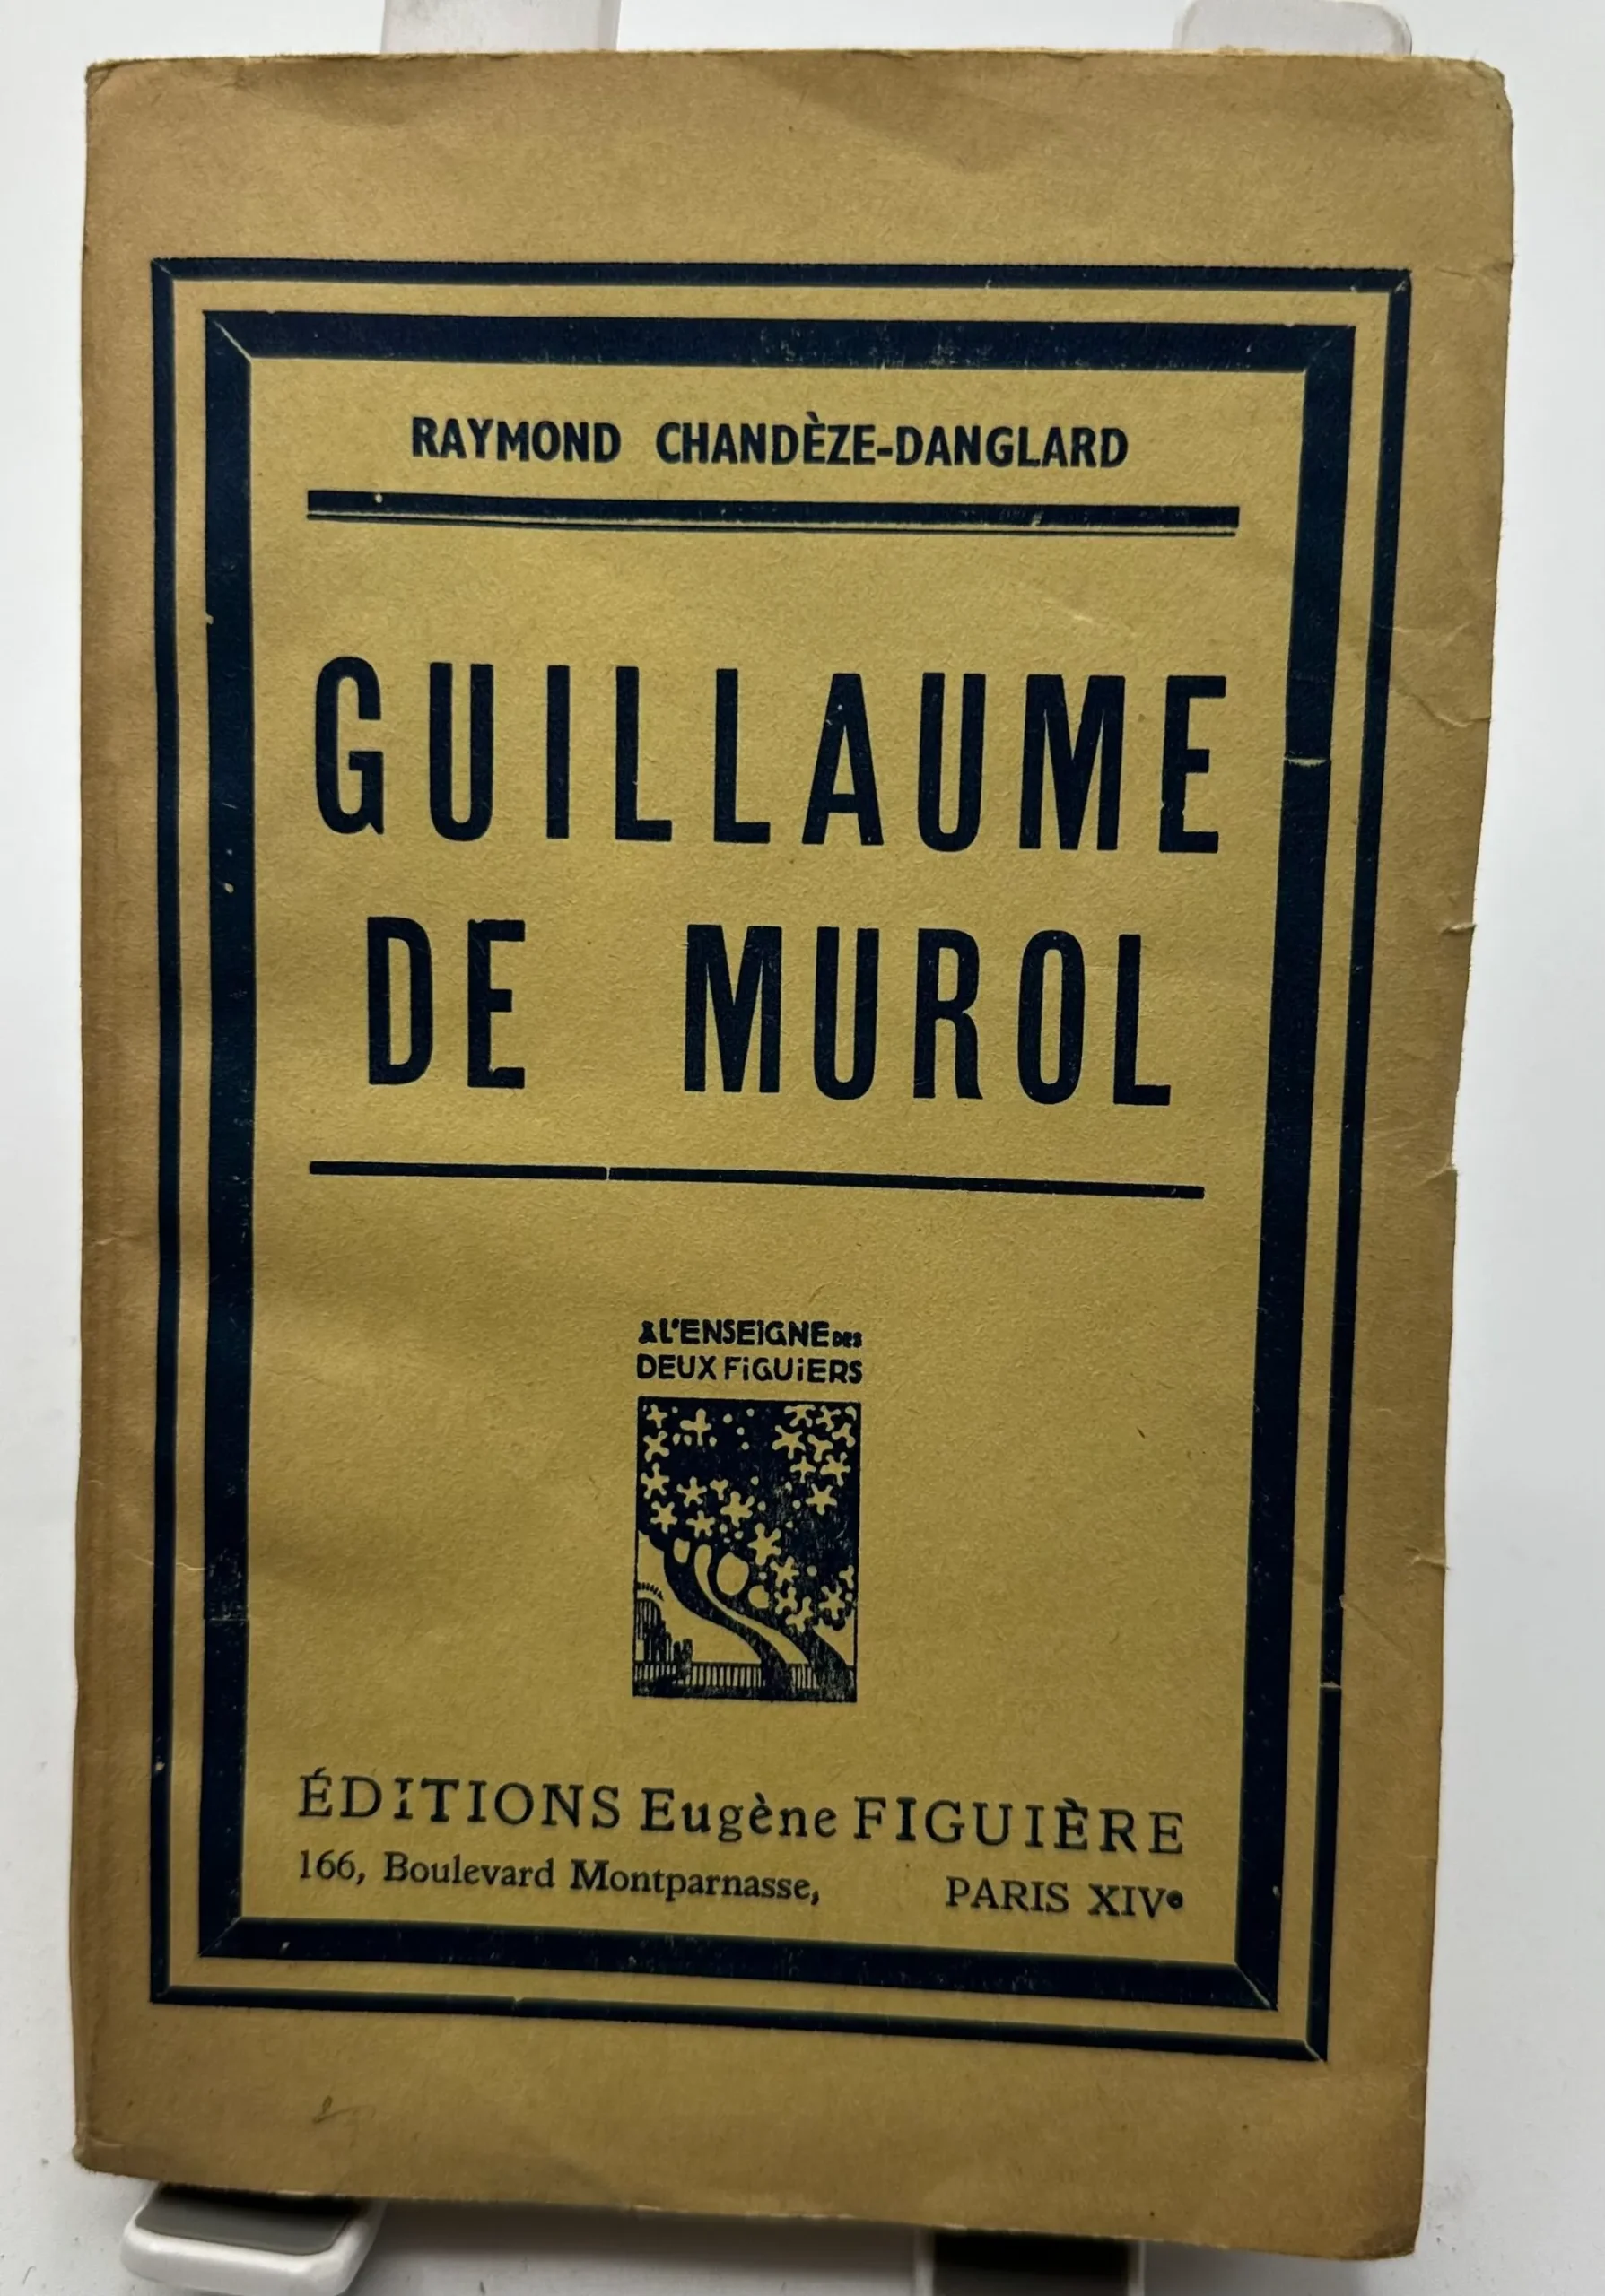 RAYMOND CHANDÈZE-DANGLARD
GUILLAUME
DE MUROL
A L'ENSEiGNE DES
DEUX FiGUiERS
ÉDITIONS Eugène FIGUIÈRE
166, Boulevard Montparnasse, PARIS XIVe